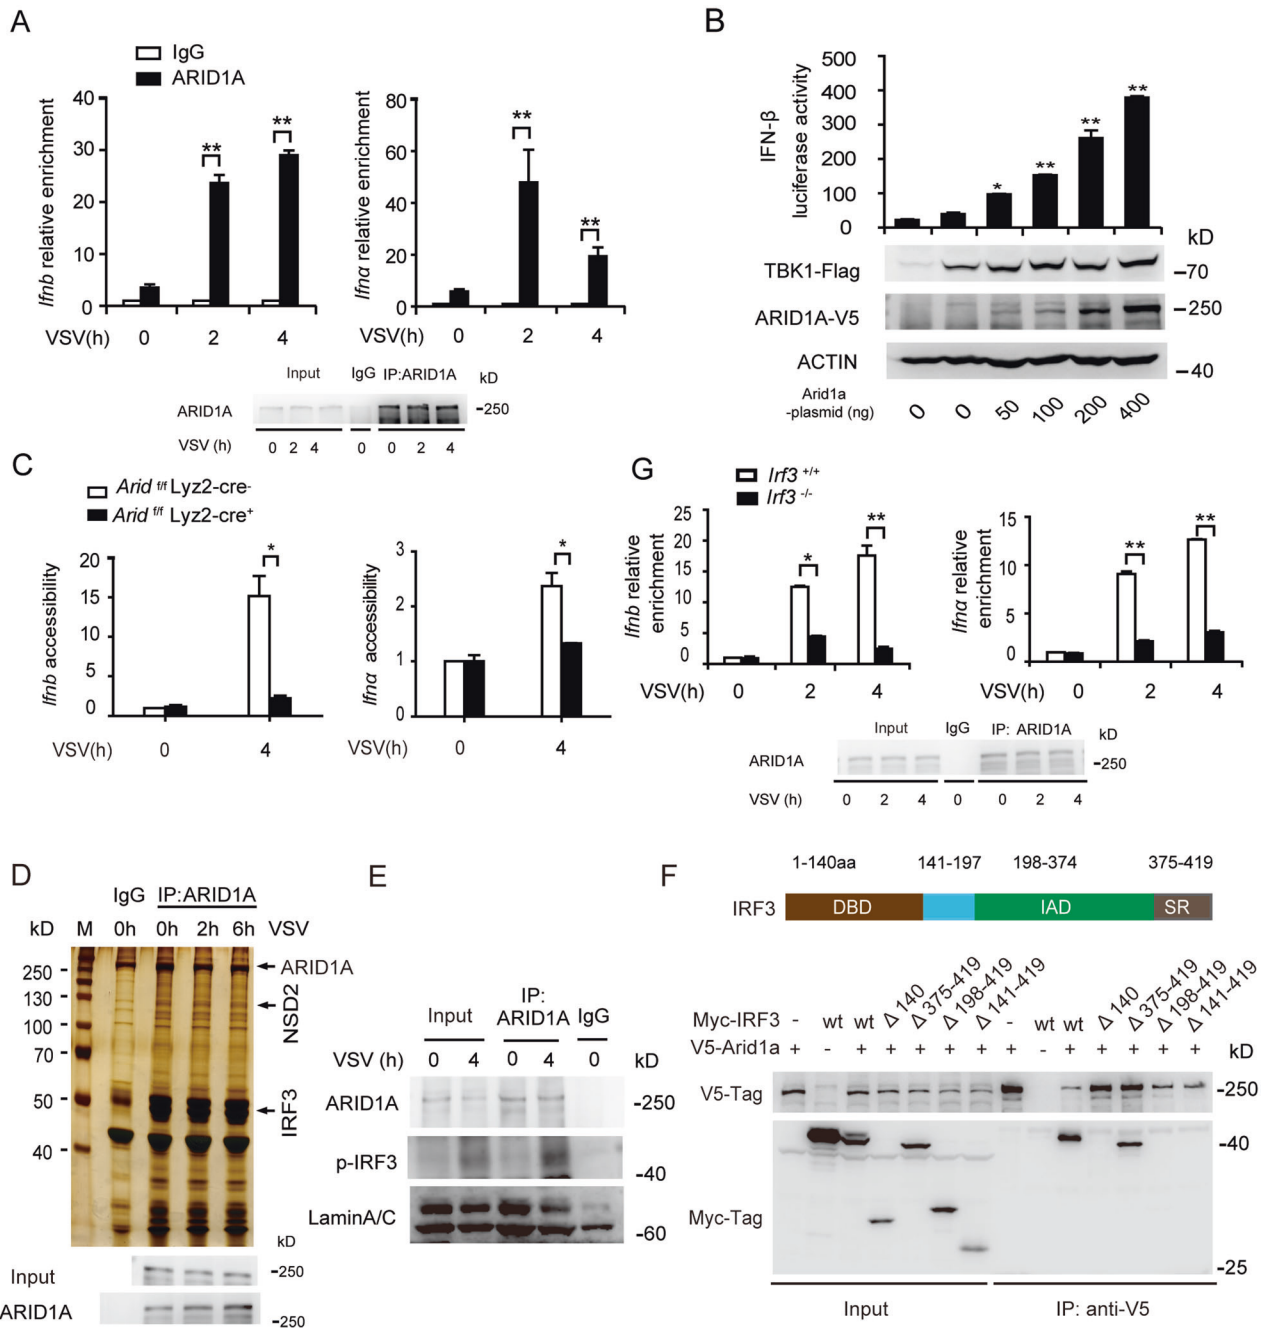 A
IgG
ARID1A
Ifnb relative enrichment
40
30
20
10
0
VSV(h) 0 2 4
** **
Ifnα relative enrichment
80
60
40
20
0
VSV(h) 0 2 4
** **
Input IgG IP:ARID1A kD
ARID1A -250
VSV (h) 0 2 4 0 0 2 4
B
IFN-β
luciferase activity
500
400
300
200
100
0
* ** ** **
kD
TBK1-Flag -70
ARID1A-V5 -250
ACTIN -40
Arid1a
-plasmid (ng) 0 0 50 100 200 400
C
Arid f/f Lyz2-cre-
Arid f/f Lyz2-cre+
Ifnb accessibility
20
15
10
5
0
*
VSV(h) 0 4
Ifnα accessibility
3
2
1
0
*
VSV(h) 0 4
G
Irf3 +/+
Irf3 -/-
Ifnb relative
enrichment
25
20
15
10
5
0
* **
VSV(h) 0 2 4
Ifnα relative
enrichment
15
10
5
0
** **
VSV(h) 0 2 4
Input IgG IP: ARID1A kD
ARID1A -250
VSV (h) 0 2 4 0 0 2 4
D
IgG IP:ARID1A
kD M 0h 0h 2h 6h VSV
250
130
100
70
50
40
ARID1A
NSD2
IRF3
kD
Input -250
ARID1A -250
E
Input IP: ARID1A IgG
VSV (h) 0 4 0 4 0 kD
ARID1A -250
p-IRF3 -40
LaminA/C -60
F
1-140aa 141-197 198-374 375-419
IRF3 DBD IAD SR
Myc-IRF3 - wt wt Δ140 Δ375-419 Δ198-419 Δ141-419 - wt wt Δ140 Δ375-419 Δ198-419 Δ141-419
V5-Arid1a + - + + + + + + - + + + + + kD
V5-Tag -250
-40
Myc-Tag
-25
Input IP: anti-V5